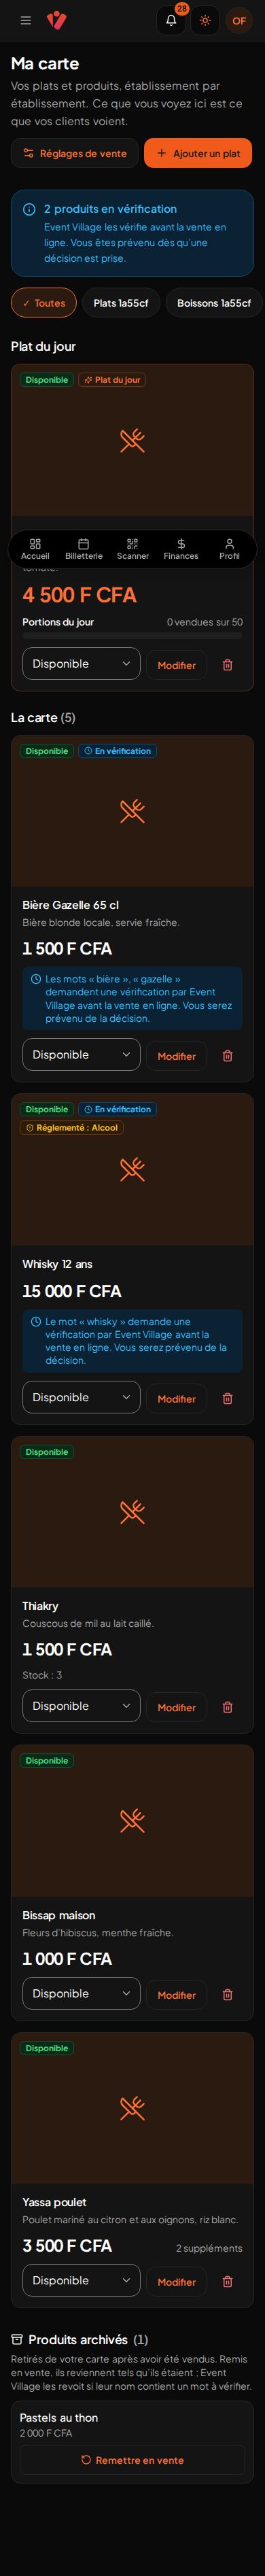 28
OF
Ma carte
Vos plats et produits, établissement par
établissement. Ce que vous voyez ici est ce
que vos clients voient.
Réglages de vente
Ajouter un plat
2 produits en vérification
Event Village les vérifie avant la vente en
ligne. Vous êtes prévenu dès qu'une
décision est prise.
✓ Toutes
Plats 1a55cf
Boissons 1a55cf
Plat du jour
Disponible
Plat du jour
Accueil
Billetterie
Scanner
Finances
Profil
tomate.
4 500 F CFA
Portions du jour
0 vendues sur 50
Disponible
Modifier
La carte (5)
Disponible
En vérification
Bière Gazelle 65 cl
Bière blonde locale, servie fraîche.
1 500 F CFA
Les mots « bière », « gazelle »
demandent une vérification par Event
Village avant la vente en ligne. Vous serez
prévenu de la décision.
Disponible
Modifier
Disponible
En vérification
Réglementé : Alcool
Whisky 12 ans
15 000 F CFA
Le mot « whisky » demande une
vérification par Event Village avant la
vente en ligne. Vous serez prévenu de la
décision.
Disponible
Modifier
Disponible
Thiakry
Couscous de mil au lait caillé.
1 500 F CFA
Stock : 3
Disponible
Modifier
Disponible
Bissap maison
Fleurs d'hibiscus, menthe fraîche.
1 000 F CFA
Disponible
Modifier
Disponible
Yassa poulet
Poulet mariné au citron et aux oignons, riz blanc.
3 500 F CFA
2 suppléments
Disponible
Modifier
Produits archivés (1)
Retirés de votre carte après avoir été vendus. Remis
en vente, ils reviennent tels qu'ils étaient ; Event
Village les revoit si leur nom contient un mot à vérifier.
Pastels au thon
2 000 F CFA
Remettre en vente